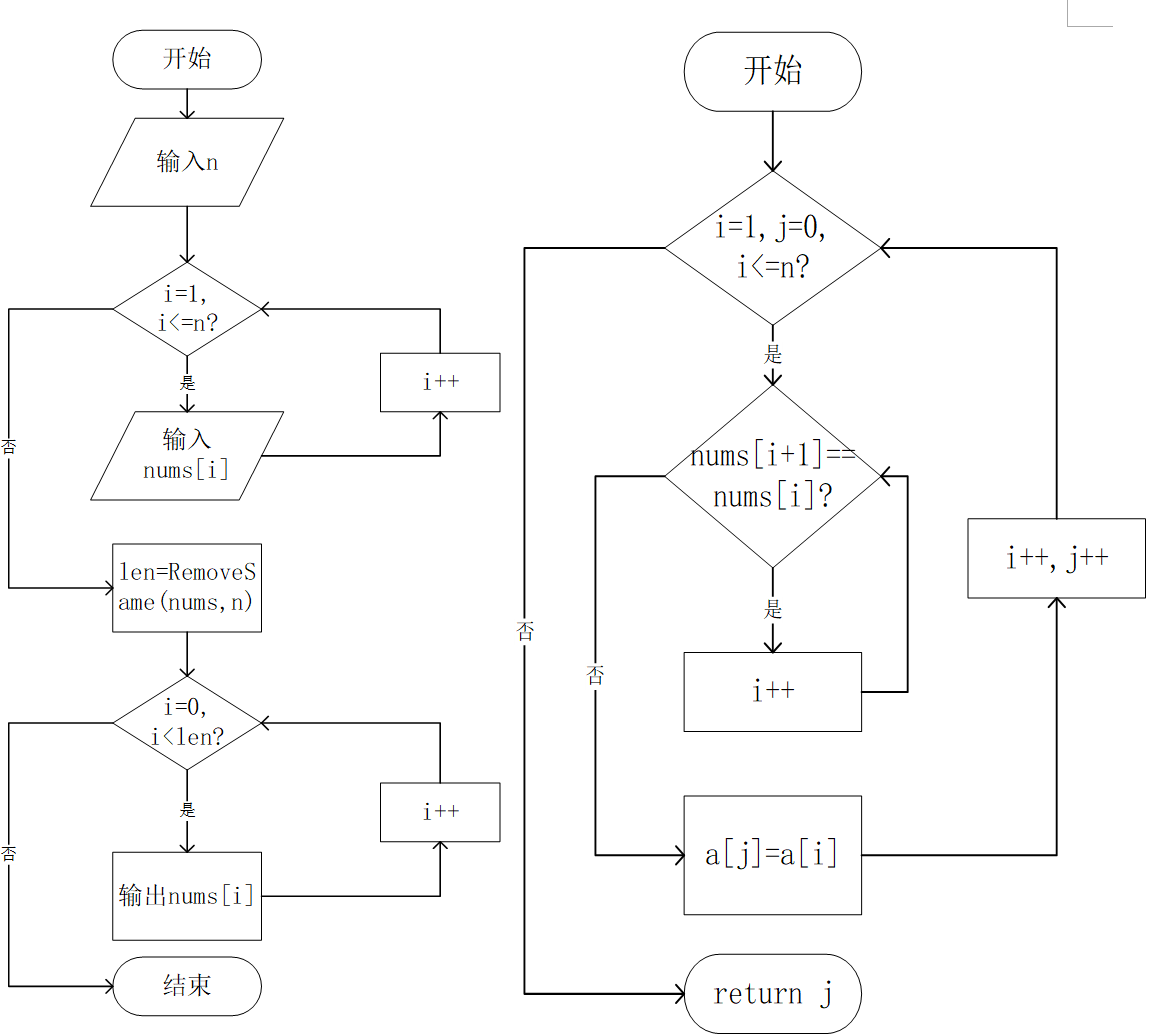 开始
输入n
i=1,
i<=n?
是
i++
输入
nums[i]
否
len=RemoveS
ame(nums,n)
i=0,
i<len?
是
i++
否
输出nums[i]
结束
开始
i=1,j=0,
i<=n?
是
nums[i+1]==
nums[i]?
i++,j++
是
否
否
i++
a[j]=a[i]
return j